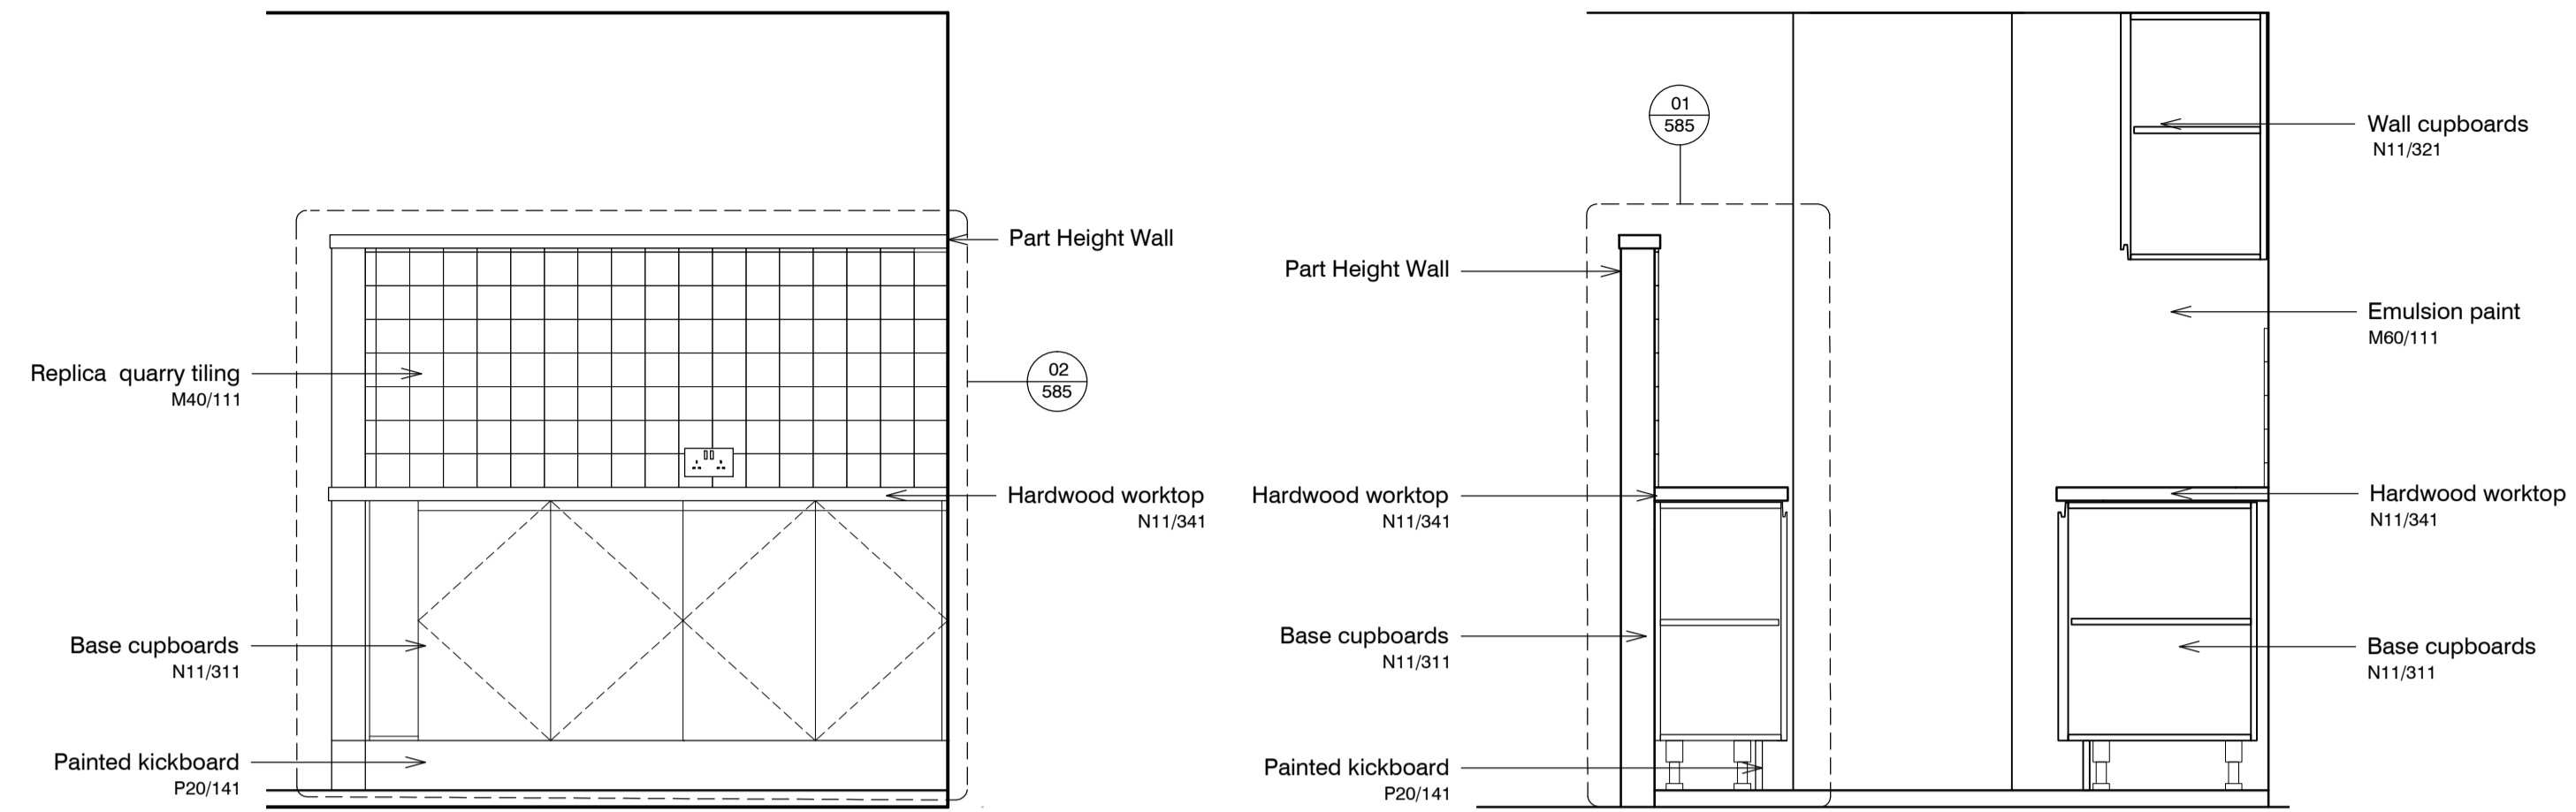 Part Height Wall
Replica quarry tiling
M40/111
02
585
Hardwood worktop
N11/341
Base cupboards
N11/311
Painted kickboard
P20/141
01
585
Wall cupboards
N11/321
Part Height Wall
Emulsion paint
M60/111
Hardwood worktop
N11/341
Hardwood worktop
N11/341
Base cupboards
N11/311
Base cupboards
N11/311
Painted kickboard
P20/141